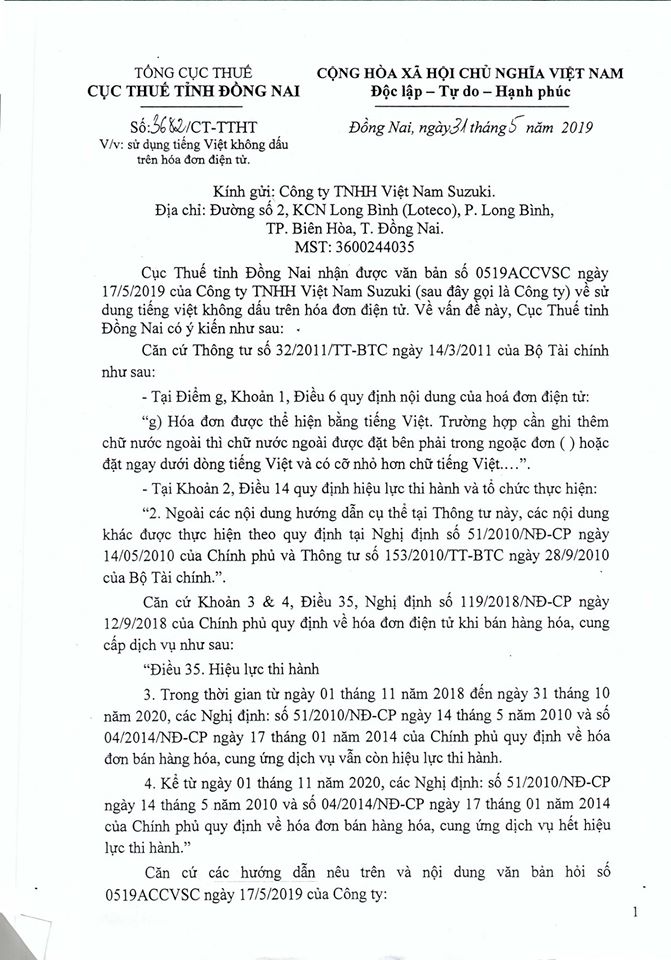 TỔNG CỤC THUẾ
CỤC THUẾ TỈNH ĐỒNG NAI
CỘNG HÒA XÃ HỘI CHỦ NGHĨA VIỆT NAM
Độc lập – Tự do – Hạnh phúc
Số:3682/CT-TTHT
V/v: sử dụng tiếng Việt không dấu
trên hóa đơn điện tử.
Đồng Nai, ngày 31 tháng 5 năm 2019
Kính gửi: Công ty TNHH Việt Nam Suzuki.
Địa chỉ: Đường số 2, KCN Long Bình (Loteco), P. Long Bình,
TP. Biên Hòa, T. Đồng Nai.
MST: 3600244035
Cục Thuế tỉnh Đồng Nai nhận được văn bản số 0519ACCVSC ngày
17/5/2019 của Công ty TNHH Việt Nam Suzuki (sau đây gọi là Công ty) về sử
dung tiếng việt không dấu trên hóa đơn điện tử. Về vấn đề này, Cục Thuế tỉnh
Đồng Nai có ý kiến như sau:
Căn cứ Thông tư số 32/2011/TT-BTC ngày 14/3/2011 của Bộ Tài chính
như sau:
- Tại Điểm g, Khoản 1, Điều 6 quy định nội dung của hoá đơn điện tử:
“g) Hóa đơn được thể hiện bằng tiếng Việt. Trường hợp cần ghi thêm
chữ nước ngoài thì chữ nước ngoài được đặt bên phải trong ngoặc đơn ( ) hoặc
đặt ngay dưới dòng tiếng Việt và có cỡ nhỏ hơn chữ tiếng Việt....”.
- Tại Khoản 2, Điều 14 quy định hiệu lực thi hành và tổ chức thực hiện:
“2. Ngoài các nội dung hướng dẫn cụ thể tại Thông tư này, các nội dung
khác được thực hiện theo quy định tại Nghị định số 51/2010/NĐ-CP ngày
14/05/2010 của Chính phủ và Thông tư số 153/2010/TT-BTC ngày 28/9/2010
của Bộ Tài chính.”.
Căn cứ Khoản 3 & 4, Điều 35, Nghị định số 119/2018/NĐ-CP ngày
12/9/2018 của Chính phủ quy định về hóa đơn điện tử khi bán hàng hóa, cung
cấp dịch vụ như sau:
“Điều 35. Hiệu lực thi hành
3. Trong thời gian từ ngày 01 tháng 11 năm 2018 đến ngày 31 tháng 10
năm 2020, các Nghị định: số 51/2010/NĐ-CP ngày 14 tháng 5 năm 2010 và số
04/2014/NĐ-CP ngày 17 tháng 01 năm 2014 của Chính phủ quy định về hóa
đơn bán hàng hóa, cung ứng dịch vụ vẫn còn hiệu lực thi hành.
4. Kể từ ngày 01 tháng 11 năm 2020, các Nghị định: số 51/2010/NĐ-CP
ngày 14 tháng 5 năm 2010 và số 04/2014/NĐ-CP ngày 17 tháng 01 năm 2014
của Chính phủ quy định về hóa đơn bán hàng hóa, cung ứng dịch vụ hết hiệu
lực thi hành.”
Căn cứ các hướng dẫn nêu trên và nội dung văn bản hỏi số
0519ACCVSC ngày 17/5/2019 của Công ty:
1